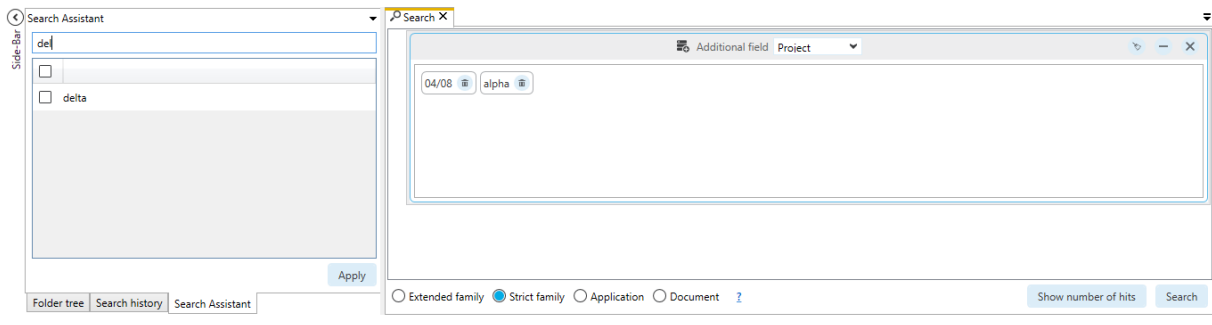 Side-Bar
Search Assistant
del
delta
Apply
Folder tree Search history Search Assistant
Search
Additional field Project
04/08 alpha
Extended family Strict family Application Document ?
Show number of hits Search